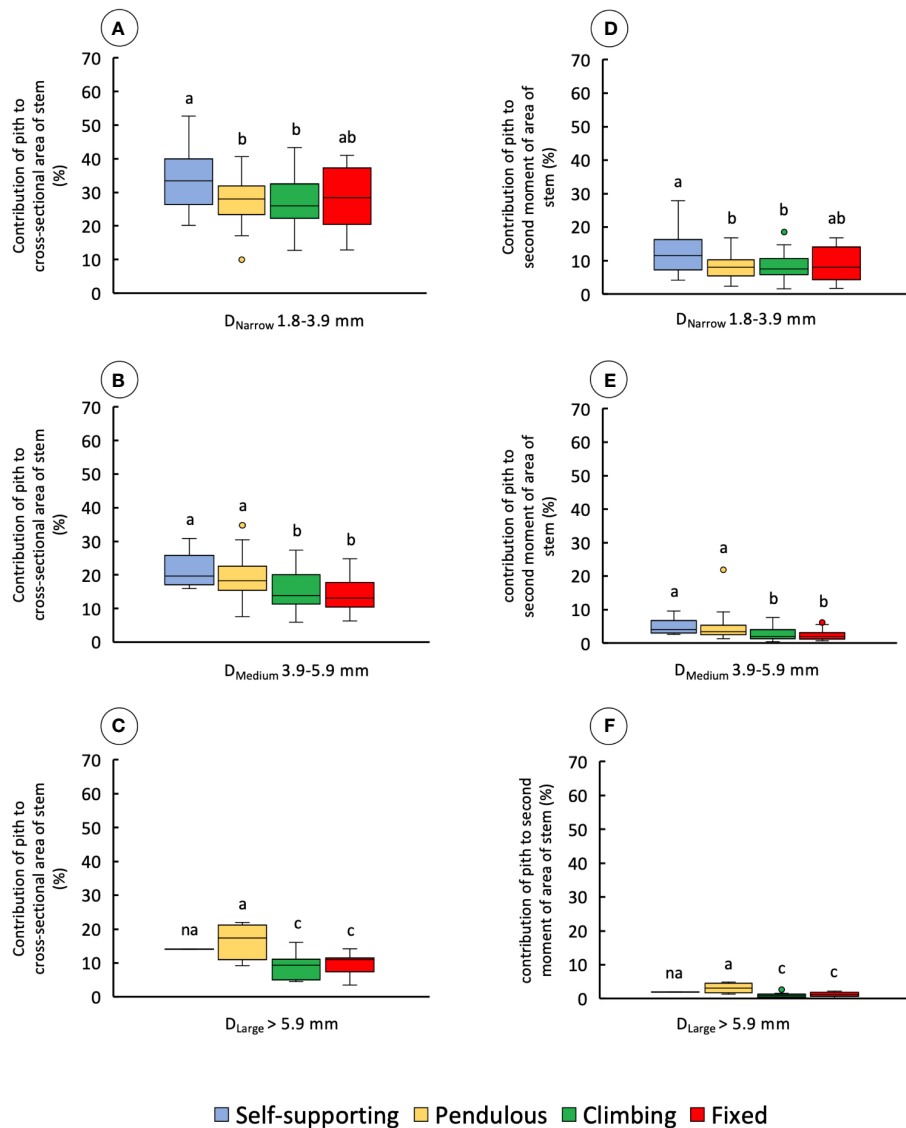 A
Contribution of pith to
cross-sectional area of stem
(%)
70
60
50
40
30
20
10
0
a
b
b
ab
D_Narrow 1.8-3.9 mm
D
Contribution of pith to
second moment of area of
stem (%)
70
60
50
40
30
20
10
0
a
b
b
ab
D_Narrow 1.8-3.9 mm
B
Contribution of pith to
cross-sectional area of stem
(%)
70
60
50
40
30
20
10
0
a
a
b
b
D_Medium 3.9-5.9 mm
E
contribution of pith to
second moment of area of
stem (%)
70
60
50
40
30
20
10
0
a
a
b
b
D_Medium 3.9-5.9 mm
C
Contribution of pith to
cross-sectional area of stem
(%)
70
60
50
40
30
20
10
0
na
a
c
c
D_Large > 5.9 mm
F
contribution of pith to second
moment of area of stem (%)
70
60
50
40
30
20
10
0
na
a
c
c
D_Large > 5.9 mm
Self-supporting Pendulous Climbing Fixed